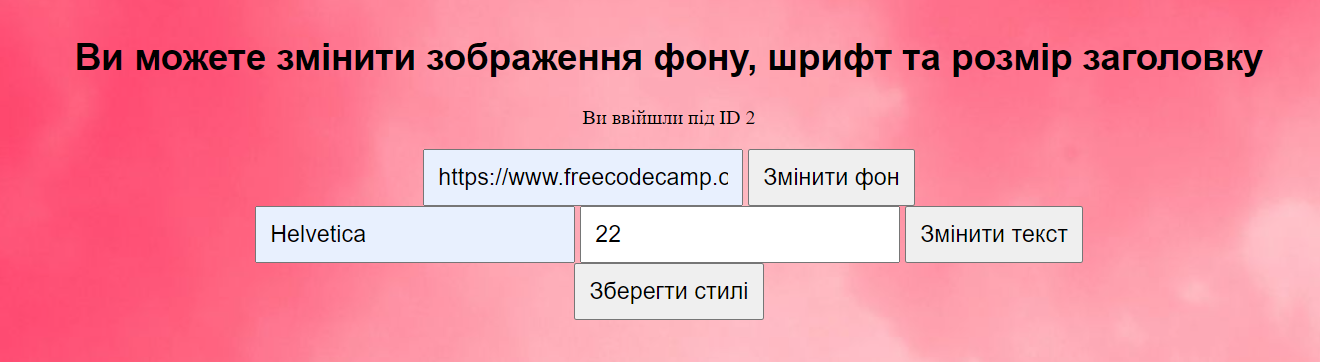 Ви можете змінити зображення фону, шрифт та розмір заголовку
Ви ввійшли під ID 2
https://www.freecodecamp.c Змінити фон
Helvetica 22 Змінити текст
Зберегти стилі